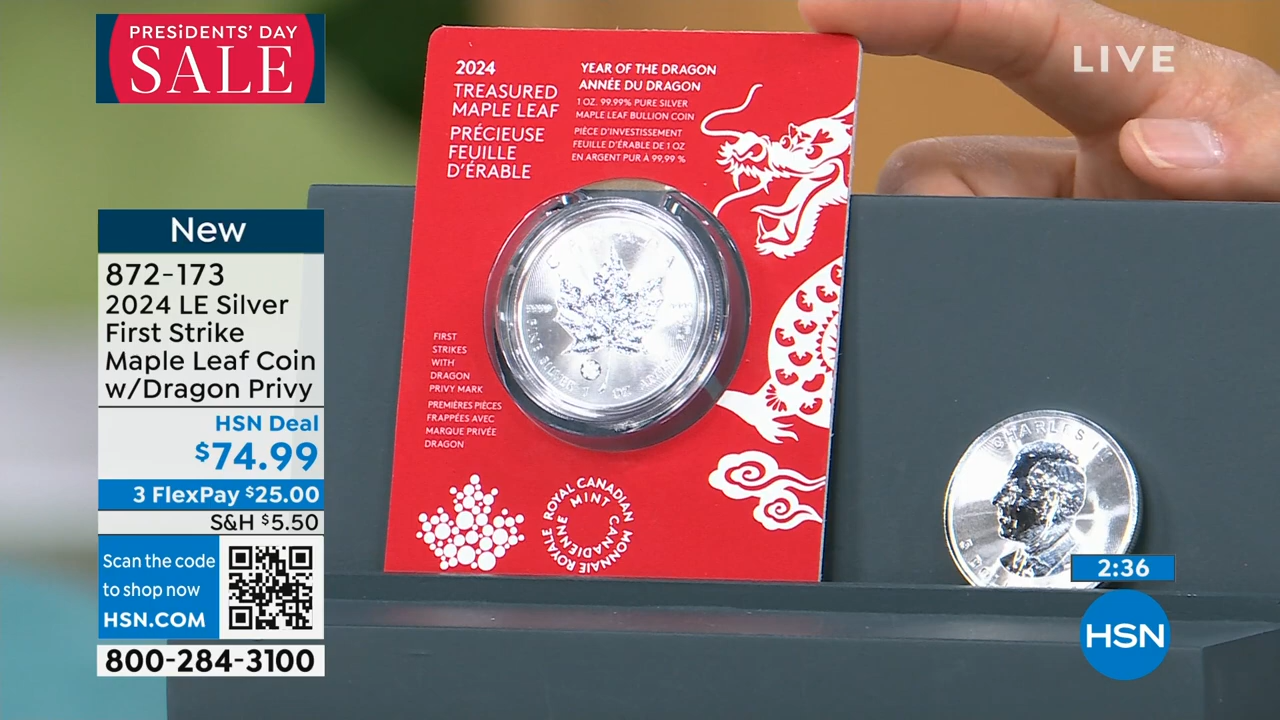 PRESiDENTS' DAY
SALE
LIVE
New
872-173
2024 LE Silver
First Strike
Maple Leaf Coin
w/Dragon Privy
HSN Deal
$74.99
3 FlexPay $25.00
S&H $5.50
Scan the code
to shop now
HSN.COM
800-284-3100
2024
TREASURED
MAPLE LEAF
PRÉCIEUSE
FEUILLE
D'ÉRABLE
YEAR OF THE DRAGON
ANNÉE DU DRAGON
1 OZ. 99.99% PURE SILVER
MAPLE LEAF BULLION COIN
PIÈCE D'INVESTISSEMENT
FEUILLE D'ÉRABLE DE 1 OZ
EN ARGENT PUR À 99,99 %
FIRST
STRIKES
WITH
DRAGON
PRIVY MARK
PREMIÈRES PIÈCES
FRAPPÉES AVEC
MARQUE PRIVÉE
DRAGON
ROYAL CANADIAN MINT
MONNAIE ROYALE CANADIENNE
CHARLES
2:36
HSN